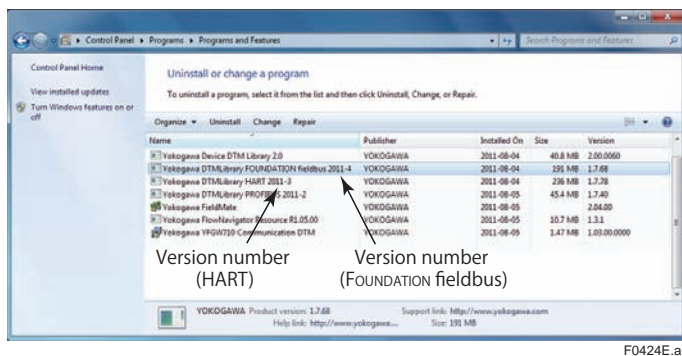 Control Panel ▸ Programs ▸ Programs and Features
Search Programs and Features
Control Panel Home
View installed updates
Turn Windows features on or
off
Uninstall or change a program
To uninstall a program, select it from the list and then click Uninstall, Change, or Repair.
Organize Uninstall Change Repair
Name Publisher Installed On Size Version
Yokogawa Device DTM Library 2.0 YOKOGAWA 2011-08-04 40.8 MB 2.00.0060
Yokogawa DTMLibrary FOUNDATION fieldbus 2011-4 YOKOGAWA 2011-08-04 191 MB 1.7.68
Yokogawa DTMLibrary HART 2011-3 YOKOGAWA 2011-08-04 236 MB 1.7.78
Yokogawa DTMLibrary PROFIBUS 2011-2 YOKOGAWA 2011-08-05 45.4 MB 1.7.40
Yokogawa FieldMate YOKOGAWA 2011-08-05 2.04.00
Yokogawa FlowNavigator Resource R1.05.00 YOKOGAWA 2011-08-05 10.7 MB 1.3.1
Yokogawa YFGW710 Communication DTM YOKOGAWA 2011-08-05 1.47 MB 1.03.00.0000
Version number
(HART)
Version number
(FOUNDATION fieldbus)
YOKOGAWA Product version: 1.7.68 Support link: http://www.yokogawa.com
Help link: http://www.yokogawa... Size: 191 MB
F0424E.a